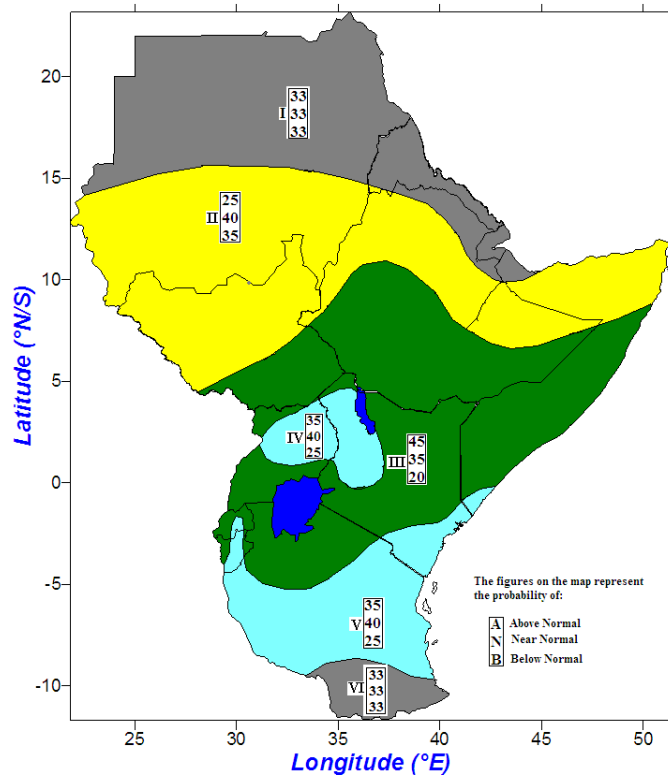 20
15
10
5
0
-5
-10
Latitude (°N/S)
I
33
33
33
II
25
40
35
IV
35
40
25
III
45
35
20
V
35
40
25
VI
33
33
33
The figures on the map represent
the probability of:
A Above Normal
N Near Normal
B Below Normal
25 30 35 40 45 50
Longitude (°E)